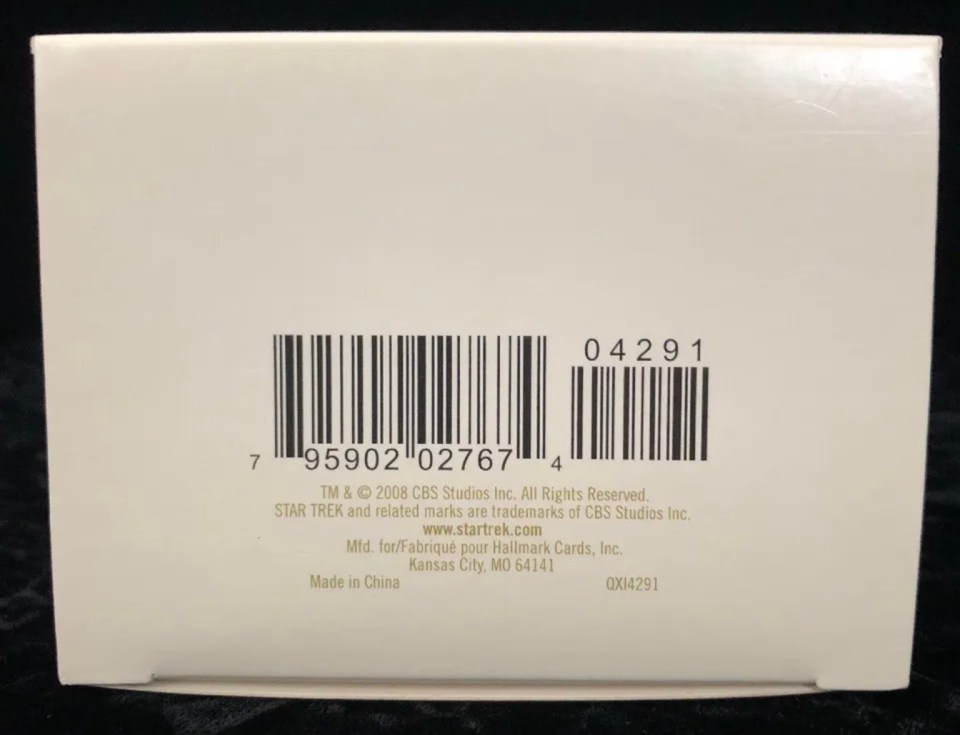 04291
7 95902 02767 4
TM & © 2008 CBS Studios Inc. All Rights Reserved.
STAR TREK and related marks are trademarks of CBS Studios Inc.
www.startrek.com
Mfd. for/Fabriqué pour Hallmark Cards, Inc.
Kansas City, MO 64141
Made in China QXI4291